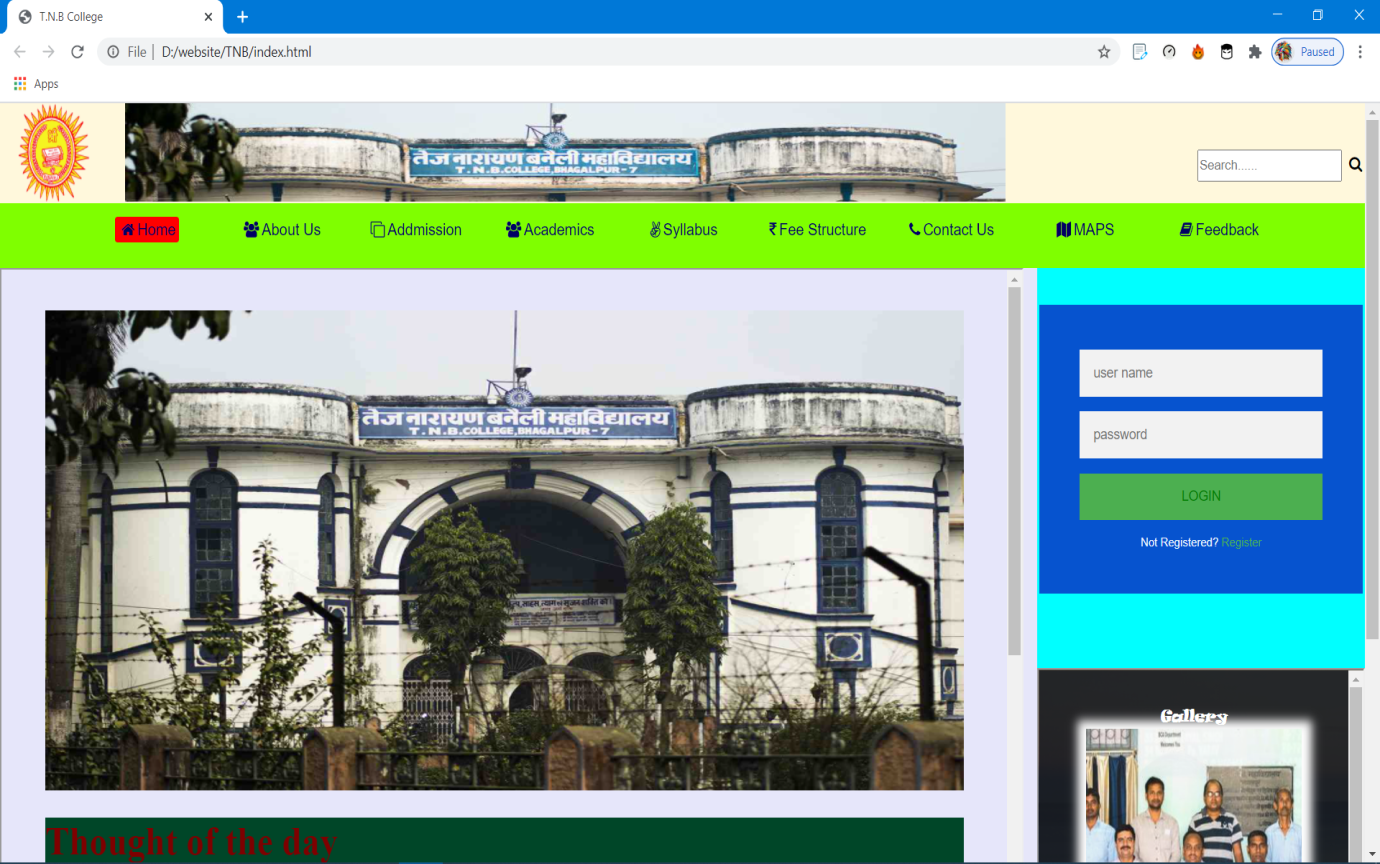 T.N.B College
File
D:/website/TNB/index.html
Paused
Apps
तेज नारायण बनैली महाविद्यालय
T.N.B.COLLEGE,BHAGALPUR-7
Search......
Home
About Us
Addmission
Academics
Syllabus
Fee Structure
Contact Us
MAPS
Feedback
तेज नारायण बनैली महाविद्यालय
T.N.B.COLLEGE,BHAGALPUR-7
user name
password
LOGIN
Not Registered? Register
Gallery
Thought of the day